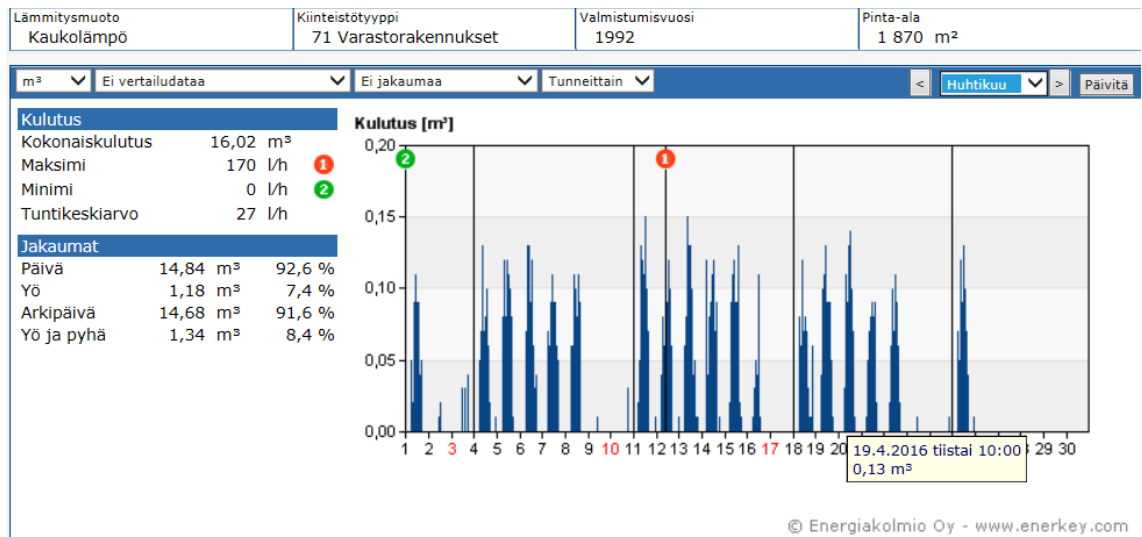 Lämmitysmuoto Kiinteistötyyppi Valmistumisvuosi Pinta-ala
Kaukolämpö 71 Varastorakennukset 1992 1 870 m²
m³ Ei vertailudataa Ei jakaumaa Tunneittain < Huhtikuu > Päivitä
Kulutus
Kokonaiskulutus 16,02 m³
Maksimi 170 l/h 1
Minimi 0 l/h 2
Tuntikeskiarvo 27 l/h
Jakaumat
Päivä 14,84 m³ 92,6 %
Yö 1,18 m³ 7,4 %
Arkipäivä 14,68 m³ 91,6 %
Yö ja pyhä 1,34 m³ 8,4 %
Kulutus [m³]
0,20
2 1
0,15
0,10
0,05
0,00
1 2 3 4 5 6 7 8 9 10 11 12 13 14 15 16 17 18 19 20 29 30
19.4.2016 tiistai 10:00
0,13 m³
© Energiakolmio Oy - www.enerkey.com